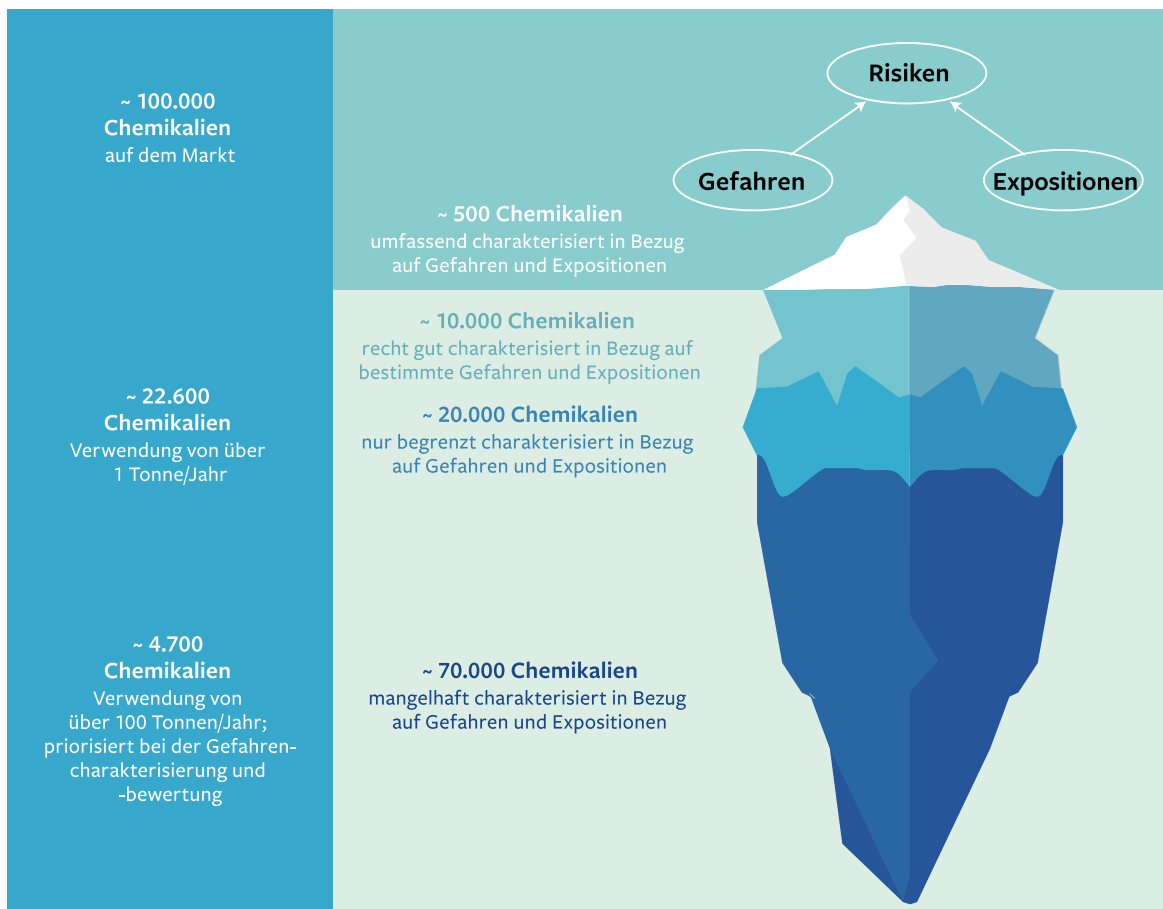 ~ 100.000
Chemikalien
auf dem Markt
~ 22.600
Chemikalien
Verwendung von über
1 Tonne/Jahr
~ 4.700
Chemikalien
Verwendung von
über 100 Tonnen/Jahr;
priorisiert bei der Gefahren-
charakterisierung und
-bewertung
Risiken
Gefahren
Expositionen
~ 500 Chemikalien
umfassend charakterisiert in Bezug
auf Gefahren und Expositionen
~ 10.000 Chemikalien
recht gut charakterisiert in Bezug auf
bestimmte Gefahren und Expositionen
~ 20.000 Chemikalien
nur begrenzt charakterisiert in Bezug
auf Gefahren und Expositionen
~ 70.000 Chemikalien
mangelhaft charakterisiert in Bezug
auf Gefahren und Expositionen